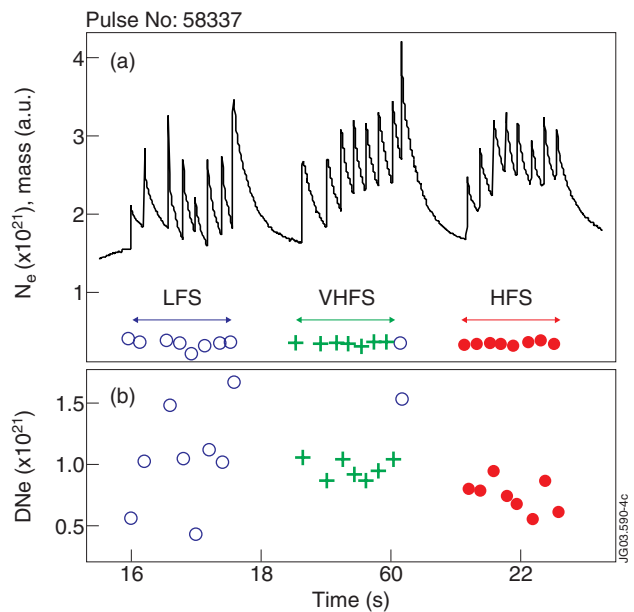 Pulse No: 58337
(a)
4
3
2
1
Nₑ (x10²¹), mass (a.u.)
LFS VHFS HFS
(b)
1.5
1.0
0.5
DNe (x10²¹)
16 18 60 22
Time (s)
JG03.590-4c